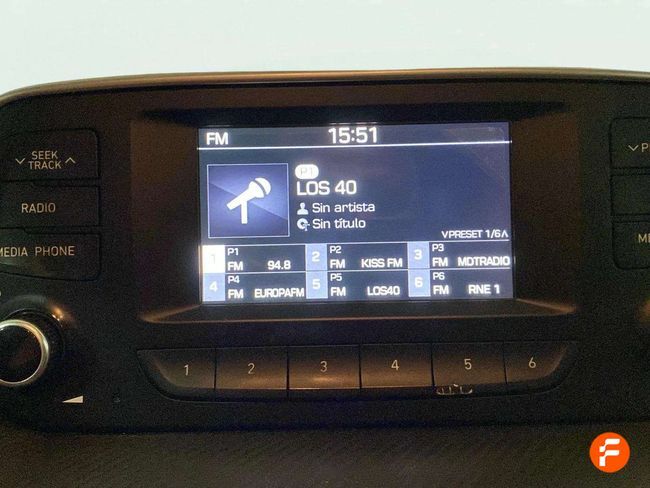 FM 15:51
P1
LOS 40
Sin artista
Sin título
PRESET 1/6
1 P1 FM 94.8
2 P2 FM KISS FM
3 P3 FM MDTRADIO
4 P4 FM EUROPAFM
5 P5 FM LOS40
6 P6 FM RNE 1
SEEK
TRACK
RADIO
MEDIA PHONE
1 2 3 4 5 6